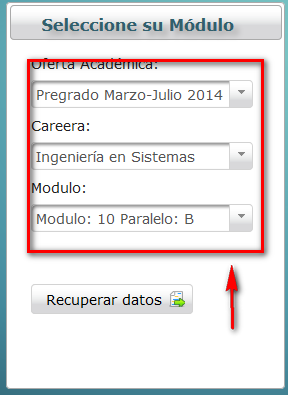 Seleccione su Módulo
Oferta Académica:
Pregrado Marzo-Julio 2014
Careera:
Ingeniería en Sistemas
Modulo:
Modulo: 10 Paralelo: B
Recuperar datos